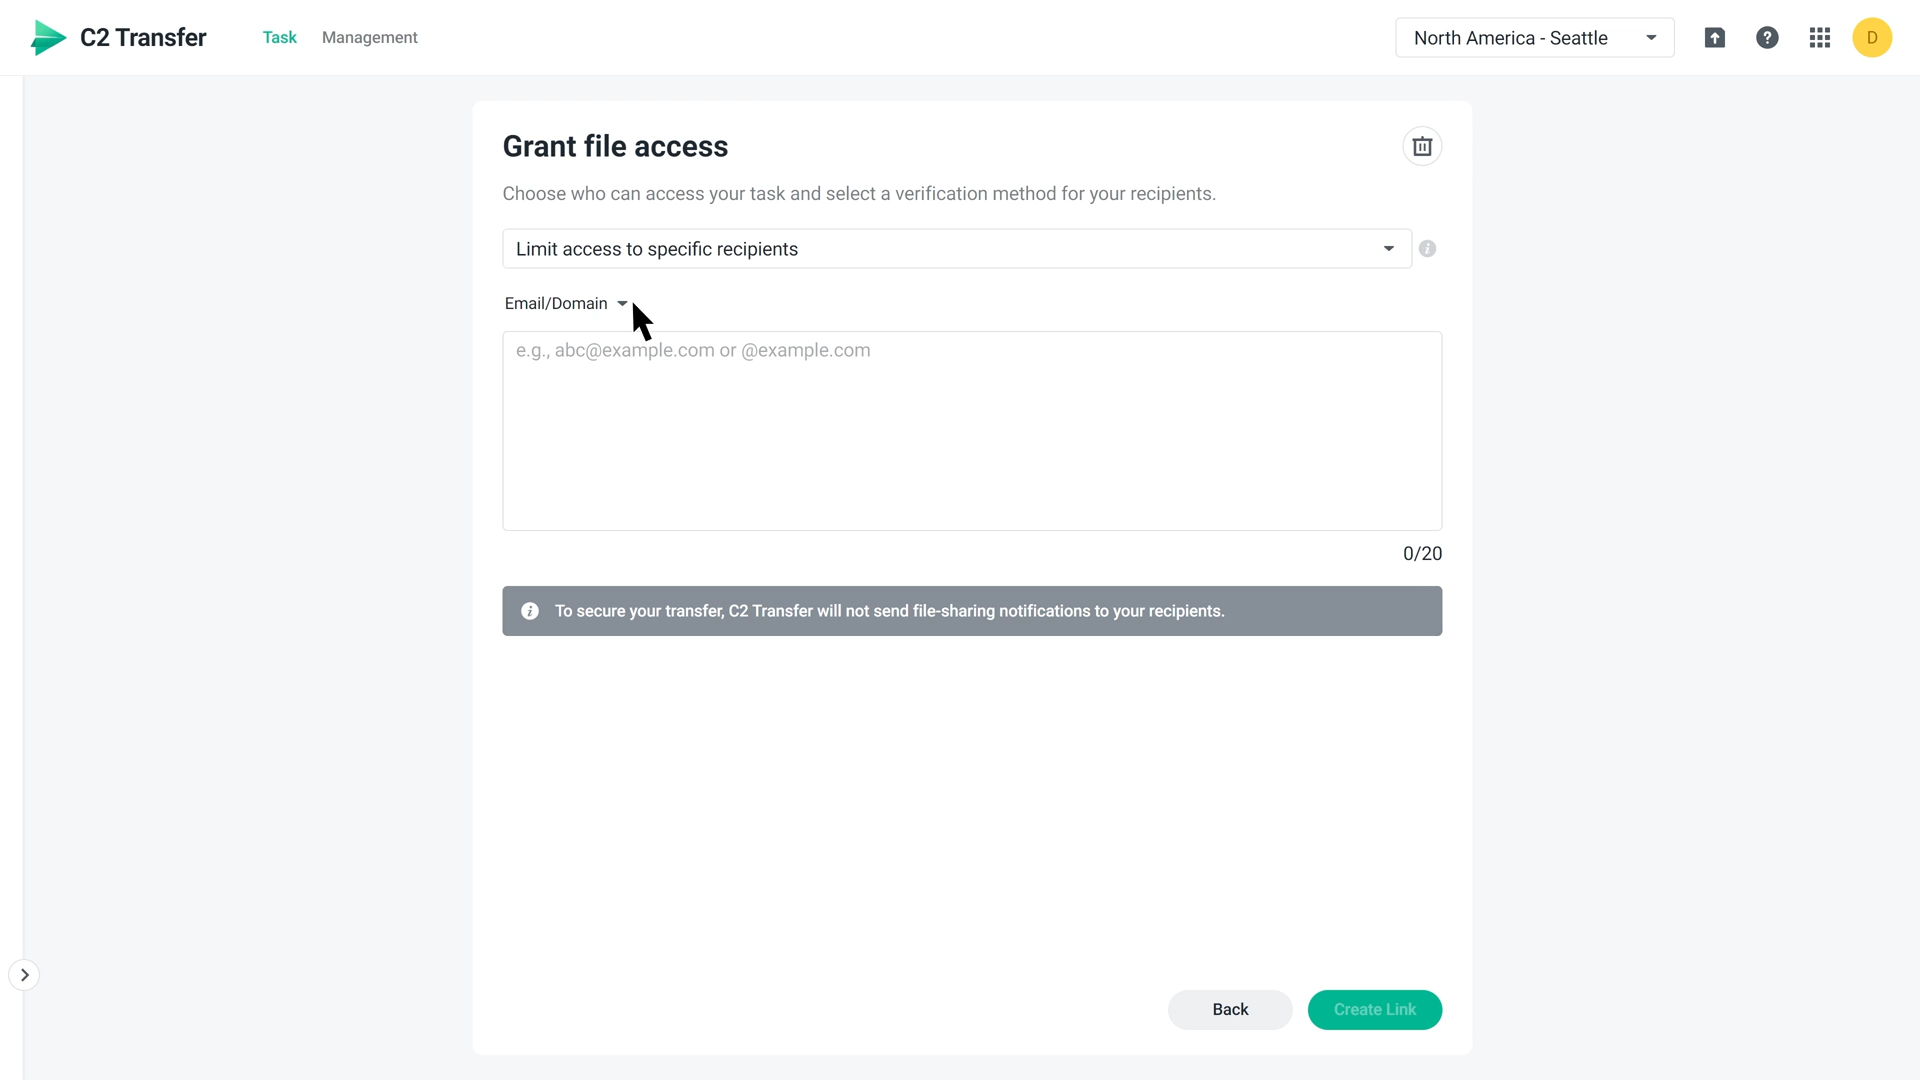 C2 Transfer
Task
Management
North America - Seattle
D
Grant file access
Choose who can access your task and select a verification method for your recipients.
Limit access to specific recipients
Email/Domain
e.g., abc@example.com or @example.com
0/20
To secure your transfer, C2 Transfer will not send file-sharing notifications to your recipients.
Back
Create Link